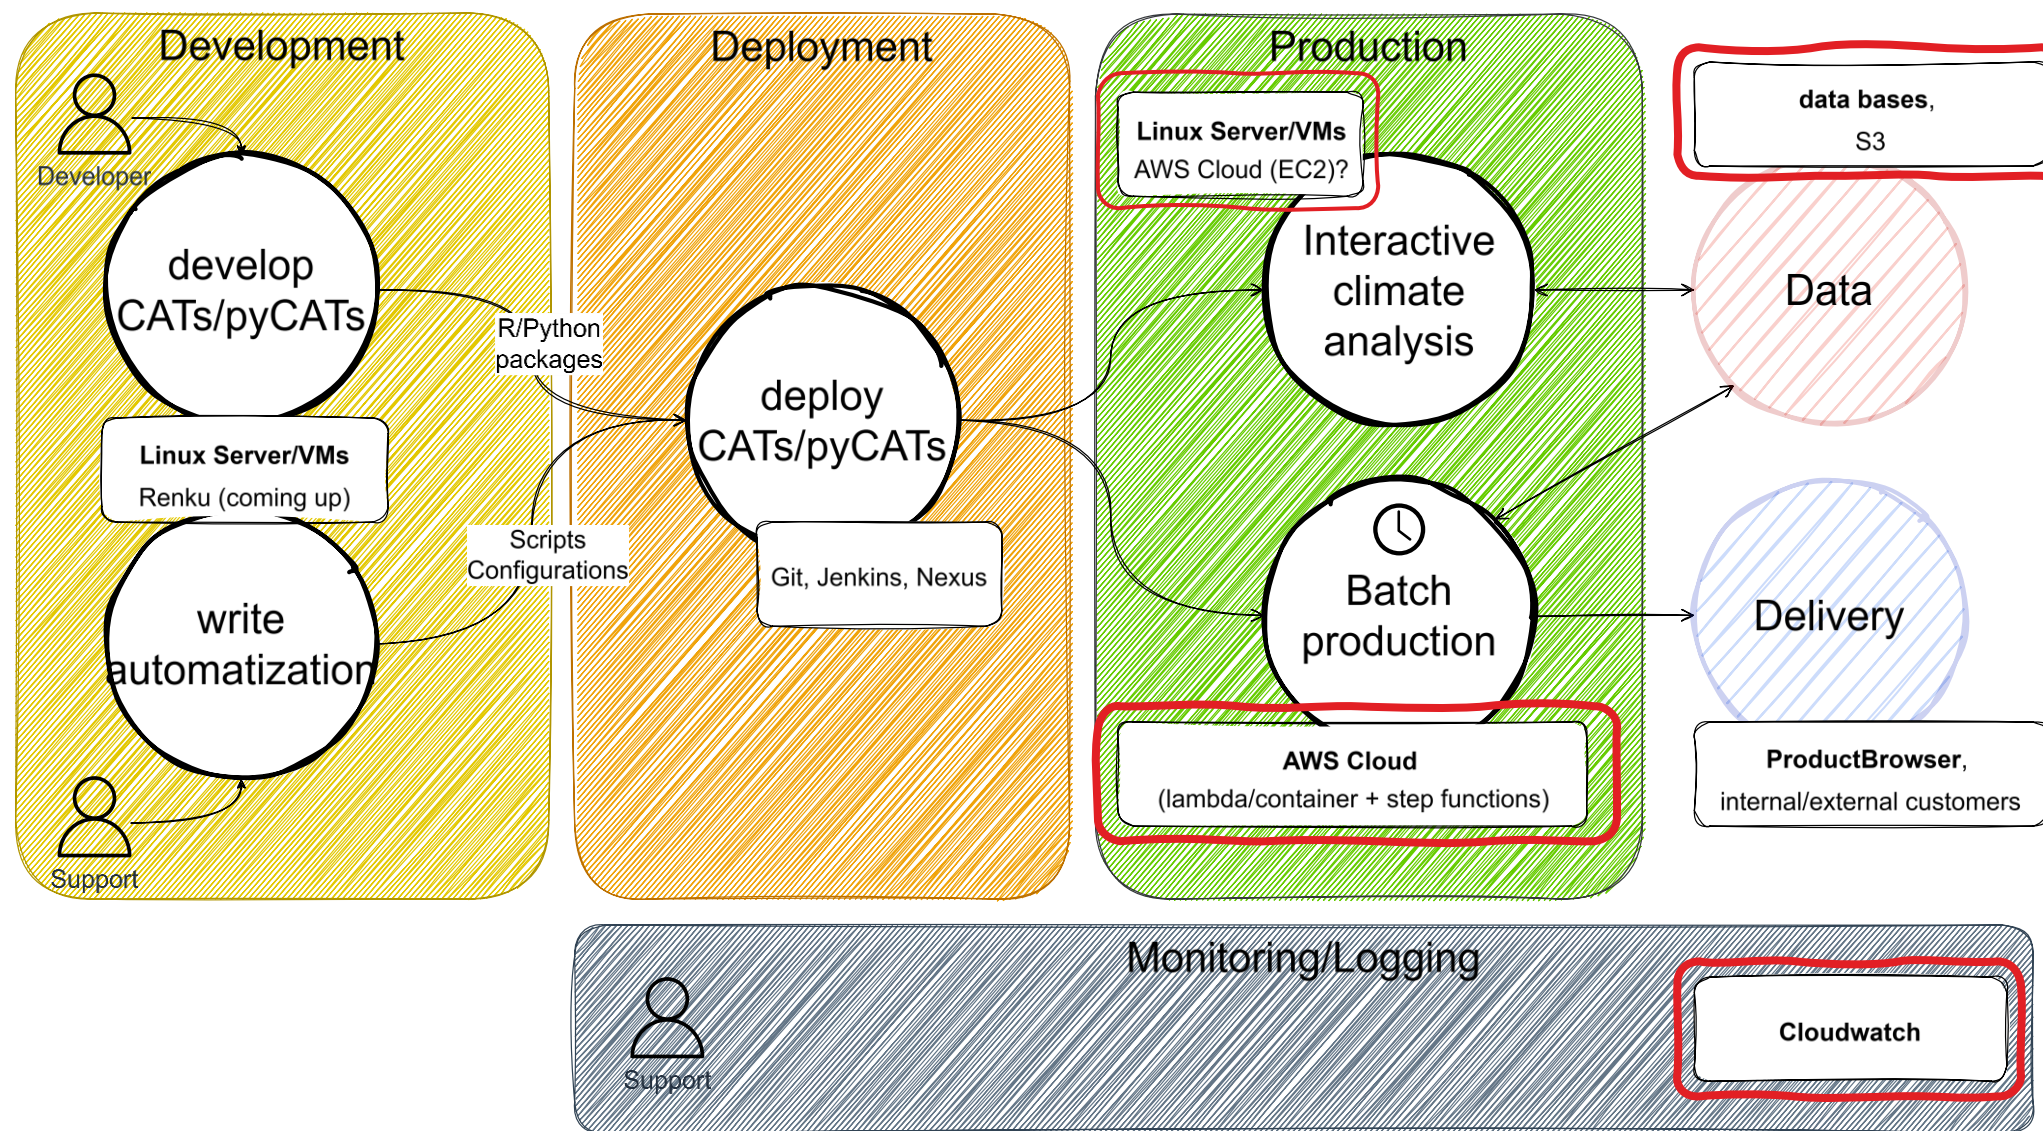 Development
Developer
develop
CATs/pyCATs
Linux Server/VMs
Renku (coming up)
write
automatization
Support
R/Python
packages
Scripts
Configurations
Deployment
deploy
CATs/pyCATs
Git, Jenkins, Nexus
Production
Linux Server/VMs
AWS Cloud (EC2)?
Interactive
climate
analysis
Batch
production
AWS Cloud
(lambda/container + step functions)
data bases,
S3
Data
Delivery
ProductBrowser,
internal/external customers
Monitoring/Logging
Support
Cloudwatch